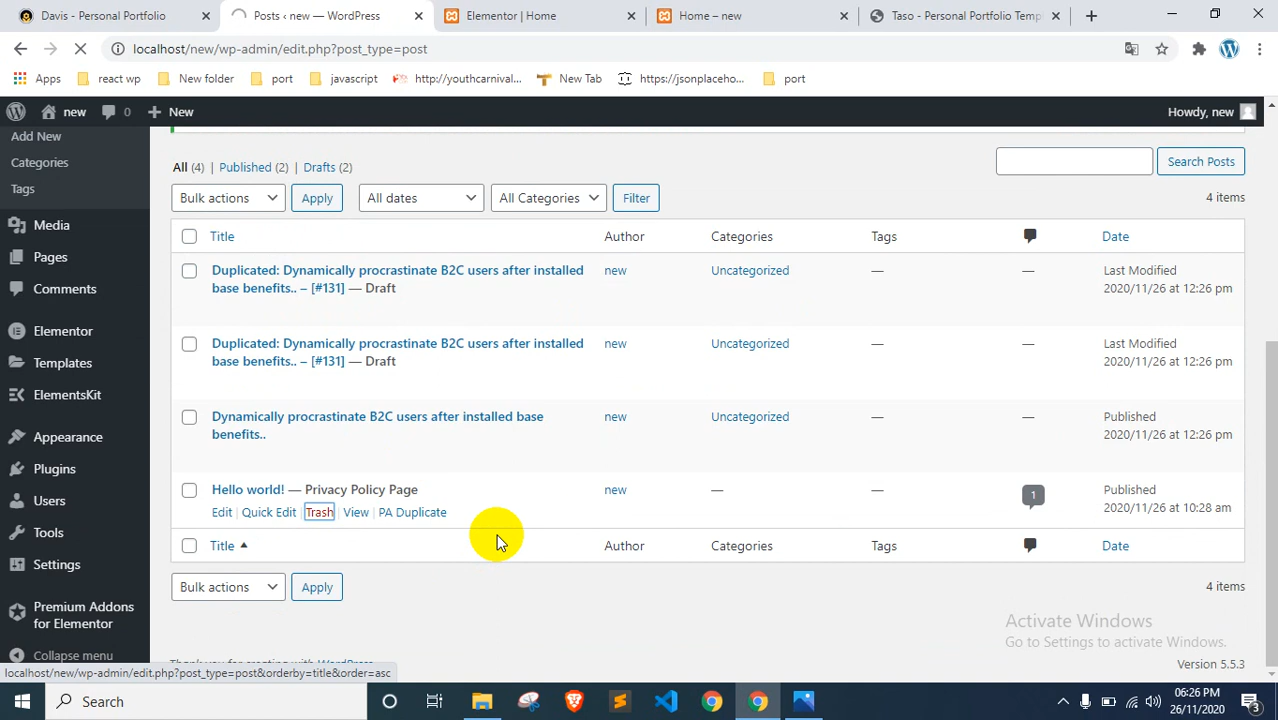 Davis - Personal Portfolio
Posts ‹ new — WordPress
Elementor | Home
Home – new
Taso - Personal Portfolio Temp
localhost/new/wp-admin/edit.php?post_type=post
Apps
react wp
New folder
port
javascript
http://youthcarnival...
New Tab
https://jsonplaceho...
port
new
0
New
Howdy, new
Add New
Categories
Tags
Media
Pages
Comments
Elementor
Templates
ElementsKit
Appearance
Plugins
Users
Tools
Settings
Premium Addons
for Elementor
Collapse menu
All (4) | Published (2) | Drafts (2)
Search Posts
Bulk actions
Apply
All dates
All Categories
Filter
4 items
Title
Author
Categories
Tags
Date
Duplicated: Dynamically procrastinate B2C users after installed
base benefits.. – [#131] — Draft
new
Uncategorized
—
—
Last Modified
2020/11/26 at 12:26 pm
Duplicated: Dynamically procrastinate B2C users after installed
base benefits.. – [#131] — Draft
new
Uncategorized
—
—
Last Modified
2020/11/26 at 12:26 pm
Dynamically procrastinate B2C users after installed base
benefits..
new
Uncategorized
—
—
Published
2020/11/26 at 12:26 pm
Hello world! — Privacy Policy Page
Edit | Quick Edit | Trash | View | PA Duplicate
new
—
—
1
Published
2020/11/26 at 10:28 am
Title
Author
Categories
Tags
Date
Bulk actions
Apply
4 items
Activate Windows
Go to Settings to activate Windows.
Thank you for creating with WordPress
Version 5.5.3
localhost/new/wp-admin/edit.php?post_type=post&orderby=title&order=asc
Search
06:26 PM
26/11/2020
3